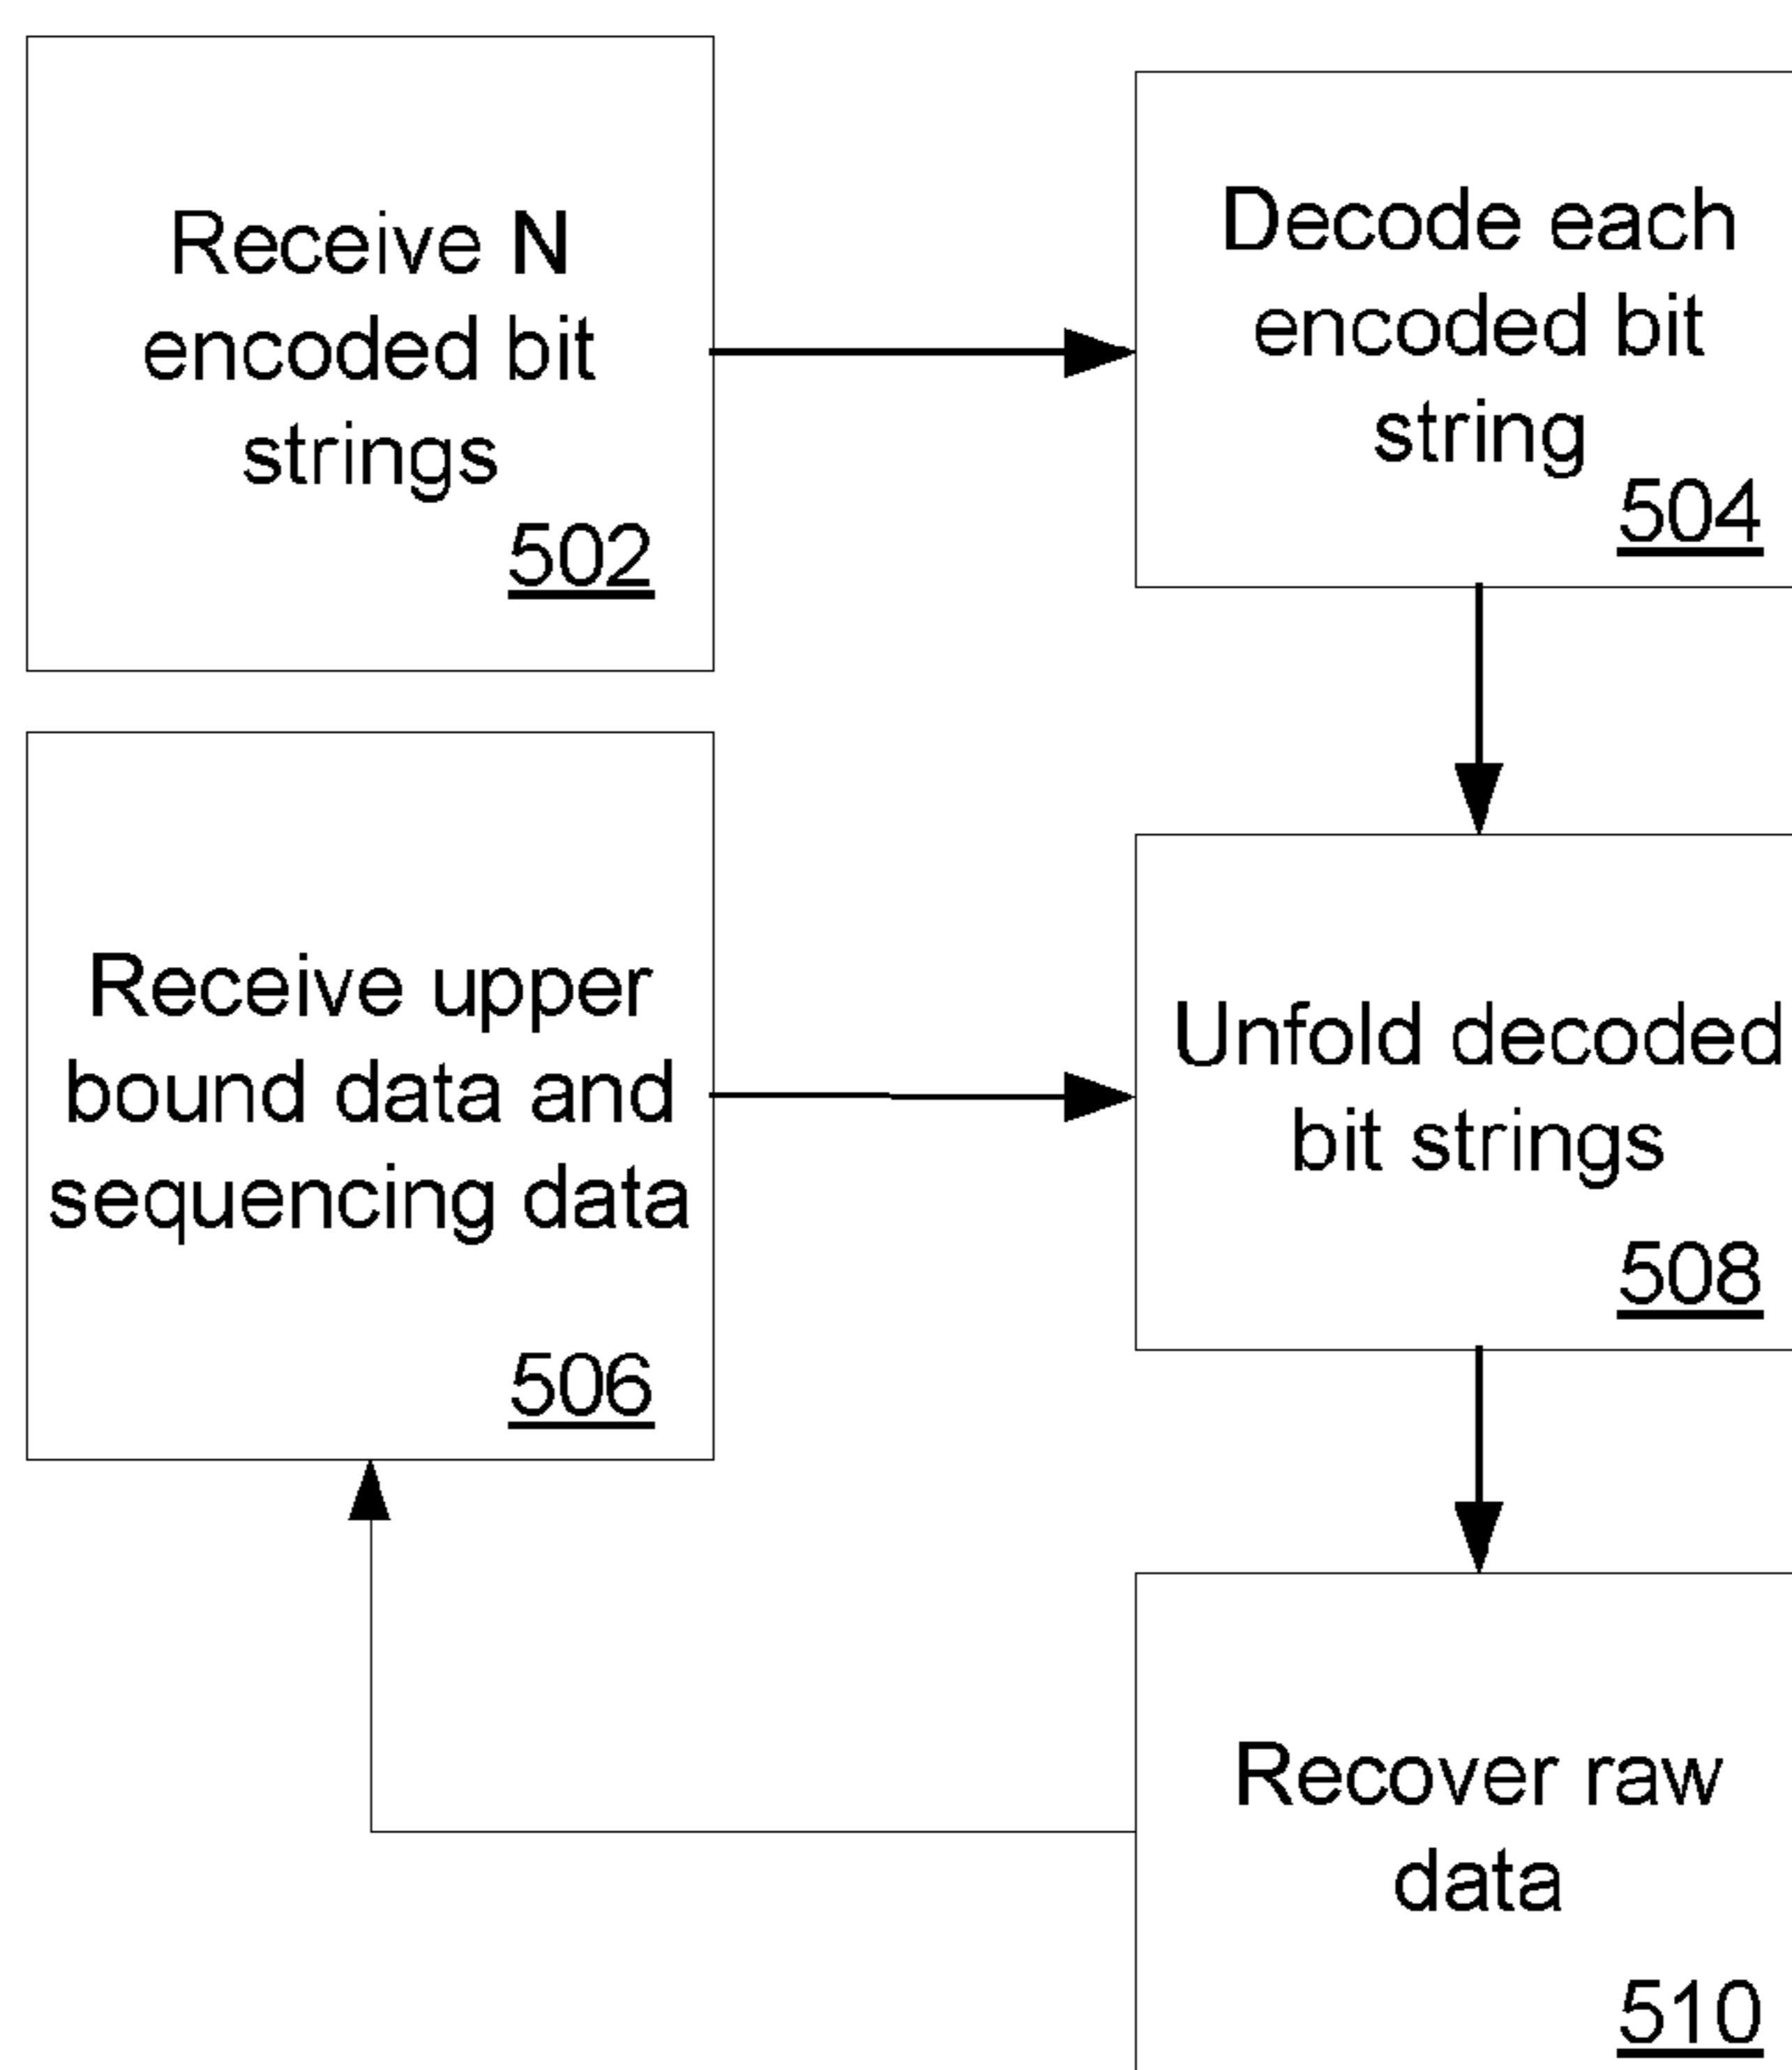 Receive N
encoded bit
strings
502
Decode each
encoded bit
string
504
Receive upper
bound data and
sequencing data
506
Unfold decoded
bit strings
508
Recover raw
data
510